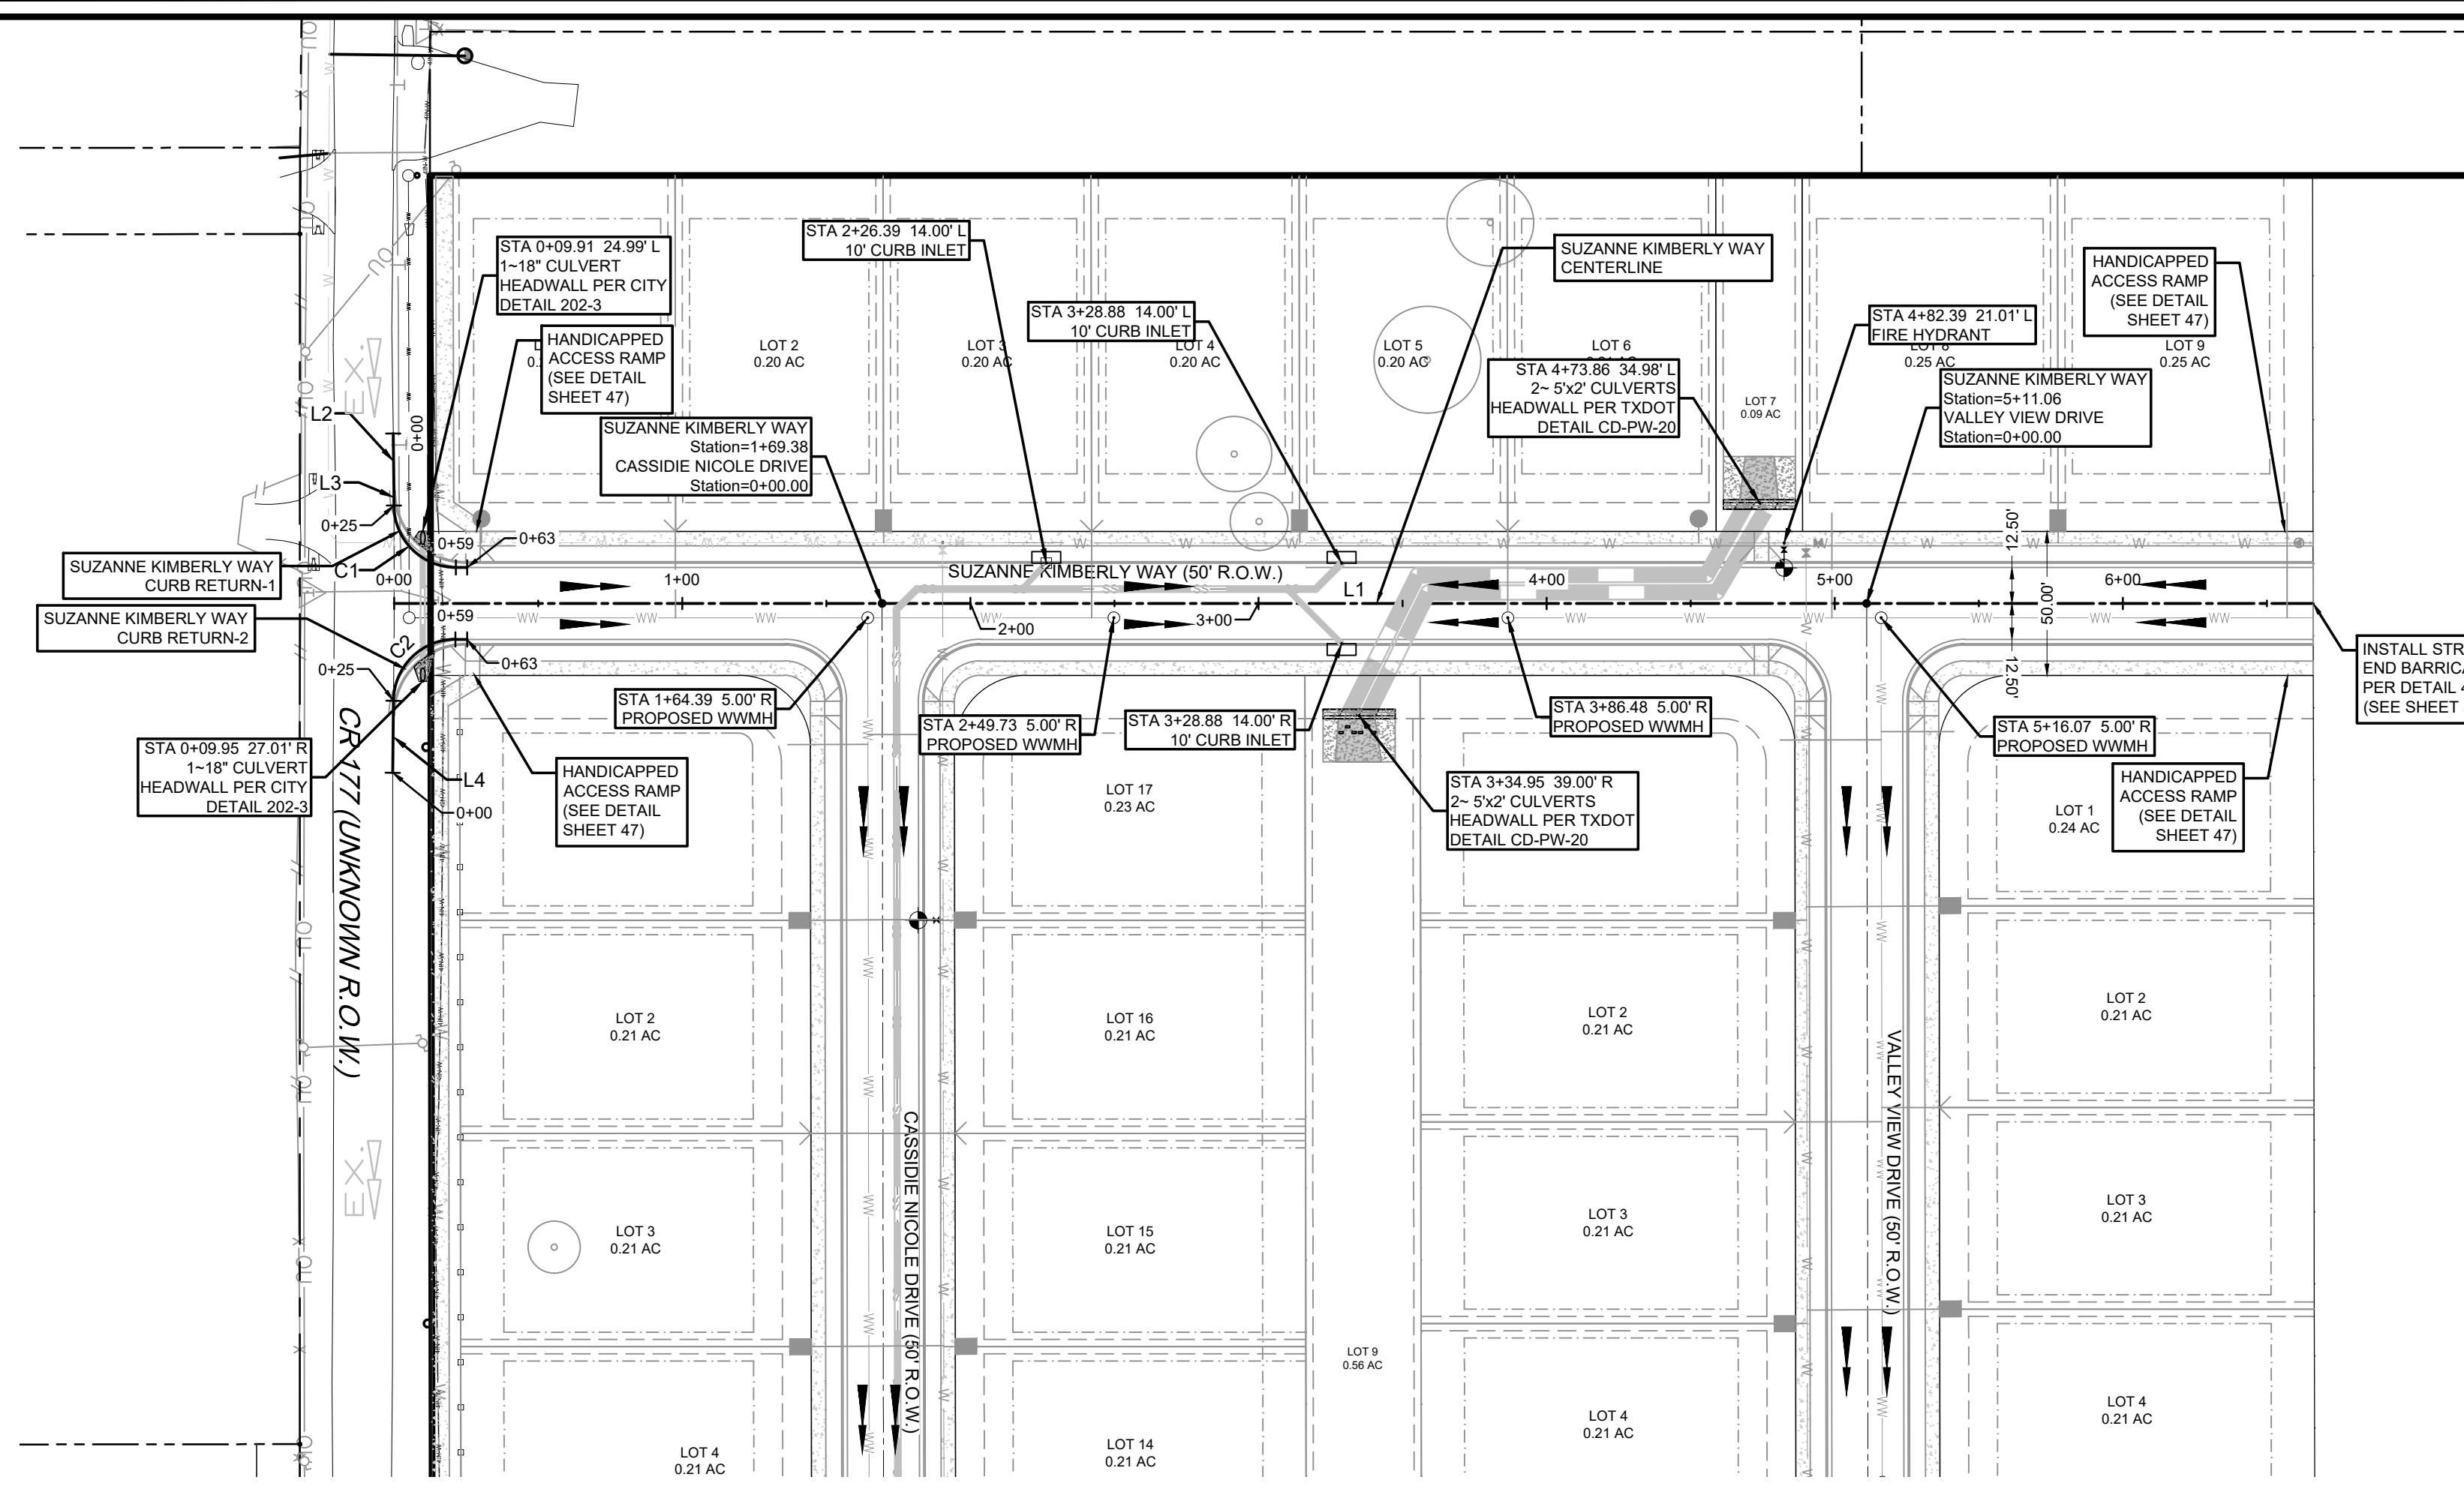 STA 0+09.91  24.99' L
1~18" CULVERT
HEADWALL PER CITY
DETAIL 202-3
HANDICAPPED
ACCESS RAMP
(SEE DETAIL
SHEET 47)
STA 2+26.39  14.00' L
10' CURB INLET
STA 3+28.88  14.00' L
10' CURB INLET
SUZANNE KIMBERLY WAY
CENTERLINE
STA 4+82.39  21.01' L
FIRE HYDRANT
HANDICAPPED
ACCESS RAMP
(SEE DETAIL
SHEET 47)
LOT 2
0.20 AC
LOT 3
0.20 AC
LOT 4
0.20 AC
LOT 5
0.20 AC
LOT 6
LOT 7
0.09 AC
LOT 8
0.25 AC
LOT 9
0.25 AC
STA 4+73.86  34.98' L
2~ 5'x2' CULVERTS
HEADWALL PER TXDOT
DETAIL CD-PW-20
SUZANNE KIMBERLY WAY
Station=5+11.06
VALLEY VIEW DRIVE
Station=0+00.00
SUZANNE KIMBERLY WAY
Station=1+69.38
CASSIDIE NICOLE DRIVE
Station=0+00.00
EX.
L2
0+00
L3
0+25
C1
0+59
0+63
SUZANNE KIMBERLY WAY
CURB RETURN-1
0+00
1+00
SUZANNE KIMBERLY WAY (50' R.O.W.)
L1
4+00
5+00
6+00
12.50'
50.00'
12.50'
SUZANNE KIMBERLY WAY
CURB RETURN-2
0+59
C2
0+25
0+63
2+00
3+00
WW
WW
WW
WW
WW
WW
WW
WW
INSTALL STR
END BARRIC
PER DETAIL
(SEE SHEET
STA 1+64.39  5.00' R
PROPOSED WWMH
STA 2+49.73  5.00' R
PROPOSED WWMH
STA 3+28.88  14.00' R
10' CURB INLET
STA 3+86.48  5.00' R
PROPOSED WWMH
STA 5+16.07  5.00' R
PROPOSED WWMH
STA 0+09.95  27.01' R
1~18" CULVERT
HEADWALL PER CITY
DETAIL 202-3
L4
0+00
HANDICAPPED
ACCESS RAMP
(SEE DETAIL
SHEET 47)
STA 3+34.95  39.00' R
2~ 5'x2' CULVERTS
HEADWALL PER TXDOT
DETAIL CD-PW-20
HANDICAPPED
ACCESS RAMP
(SEE DETAIL
SHEET 47)
CR 177 (UNKNOWN R.O.W.)
LOT 17
0.23 AC
LOT 1
0.24 AC
LOT 2
0.21 AC
LOT 16
0.21 AC
LOT 2
0.21 AC
LOT 2
0.21 AC
EX.
CASSIDIE NICOLE DRIVE (50' R.O.W.)
VALLEY VIEW DRIVE (50' R.O.W.)
LOT 3
0.21 AC
LOT 15
0.21 AC
LOT 3
0.21 AC
LOT 3
0.21 AC
LOT 9
0.56 AC
LOT 4
0.21 AC
LOT 14
0.21 AC
LOT 4
0.21 AC
LOT 4
0.21 AC